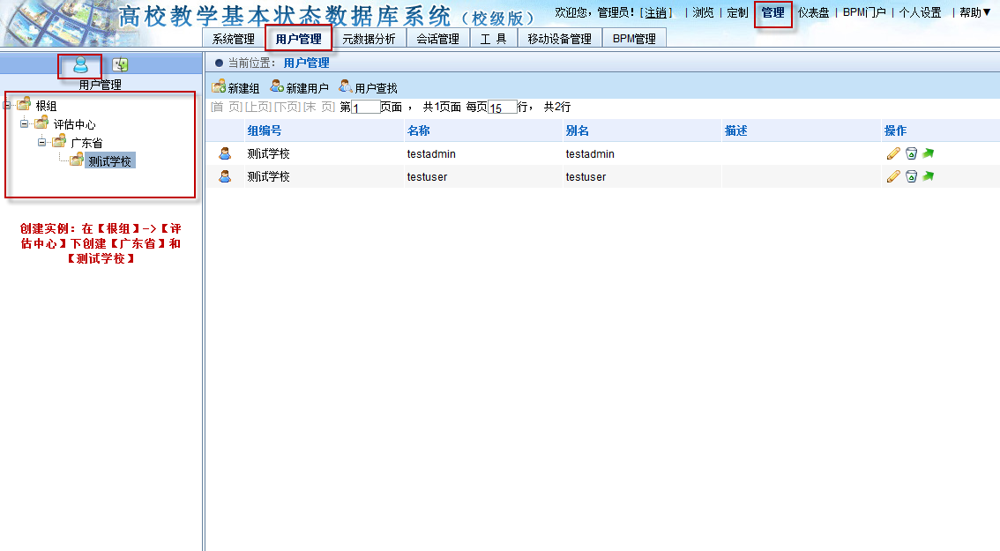 高校教学基本状态数据库系统（校级版）
欢迎您，管理员！[注销] | 浏览 | 定制 管理 仪表盘 | BPM门户 | 个人设置 | 帮助▼
系统管理 用户管理 元数据分析 会话管理 工 具 移动设备管理 BPM管理
用户管理
根组
评估中心
广东省
测试学校
创建实例：在【根组】->【评
估中心】下创建【广东省】和
【测试学校】
当前位置： 用户管理
新建组 新建用户 用户查找
[首 页][上页][下页][末 页] 第1页面 ， 共1页面 每页15行， 共2行
组编号 名称 别名 描述 操作
测试学校 testadmin testadmin
测试学校 testuser testuser